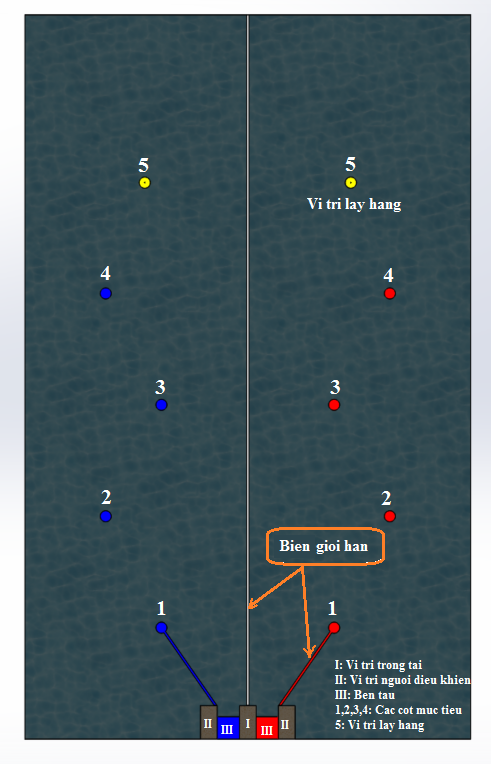 5 5
Vi tri lay hang
4 4
3 3
2 2
Bien gioi han
1 1
I: Vi tri trong tai
II: Vi tri nguoi dieu khien
III: Ben tau
1,2,3,4: Cac cot muc tieu
5: Vi tri lay hang
II III I III II